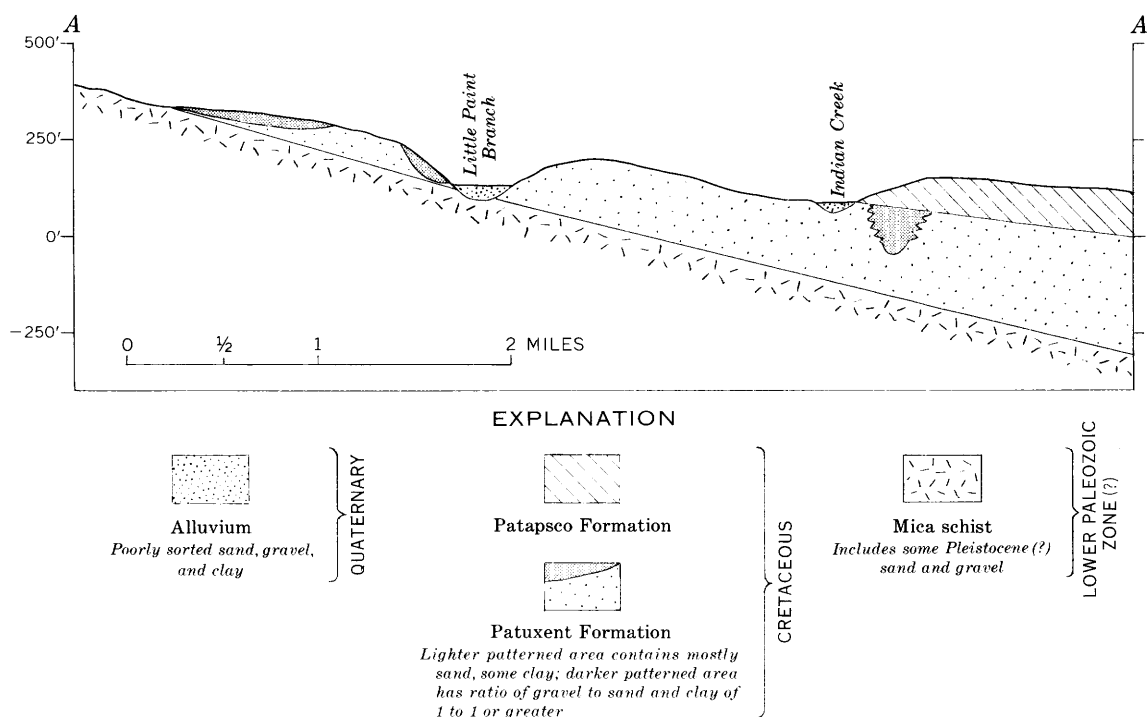 A A
500′
250′
0′
−250′
Little Paint
Branch
Indian Creek
0 ½ 1 2 MILES
EXPLANATION
Alluvium
Poorly sorted sand, gravel,
and clay
QUATERNARY
Patapsco Formation
Patuxent Formation
Lighter patterned area contains mostly
sand, some clay; darker patterned area
has ratio of gravel to sand and clay of
1 to 1 or greater
CRETACEOUS
Mica schist
Includes some Pleistocene (?)
sand and gravel
LOWER PALEOZOIC
ZONE (?)